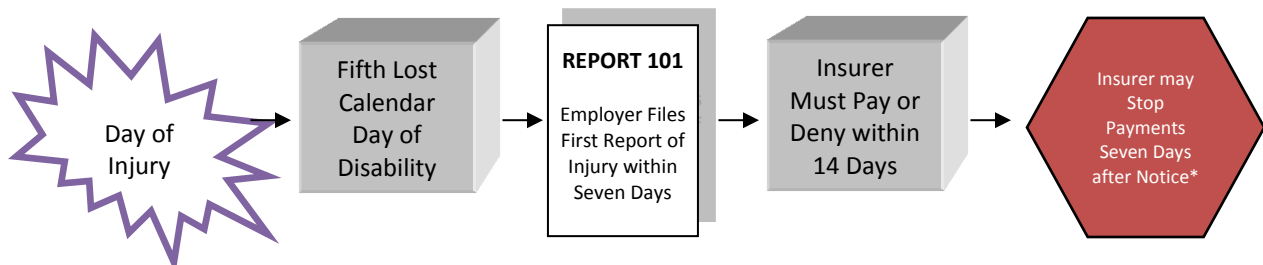 Day of
Injury
Fifth Lost
Calendar
Day of
Disability
REPORT 101
Employer Files
First Report of
Injury within
Seven Days
Insurer
Must Pay or
Deny within
14 Days
Insurer may
Stop
Payments
Seven Days
after Notice*